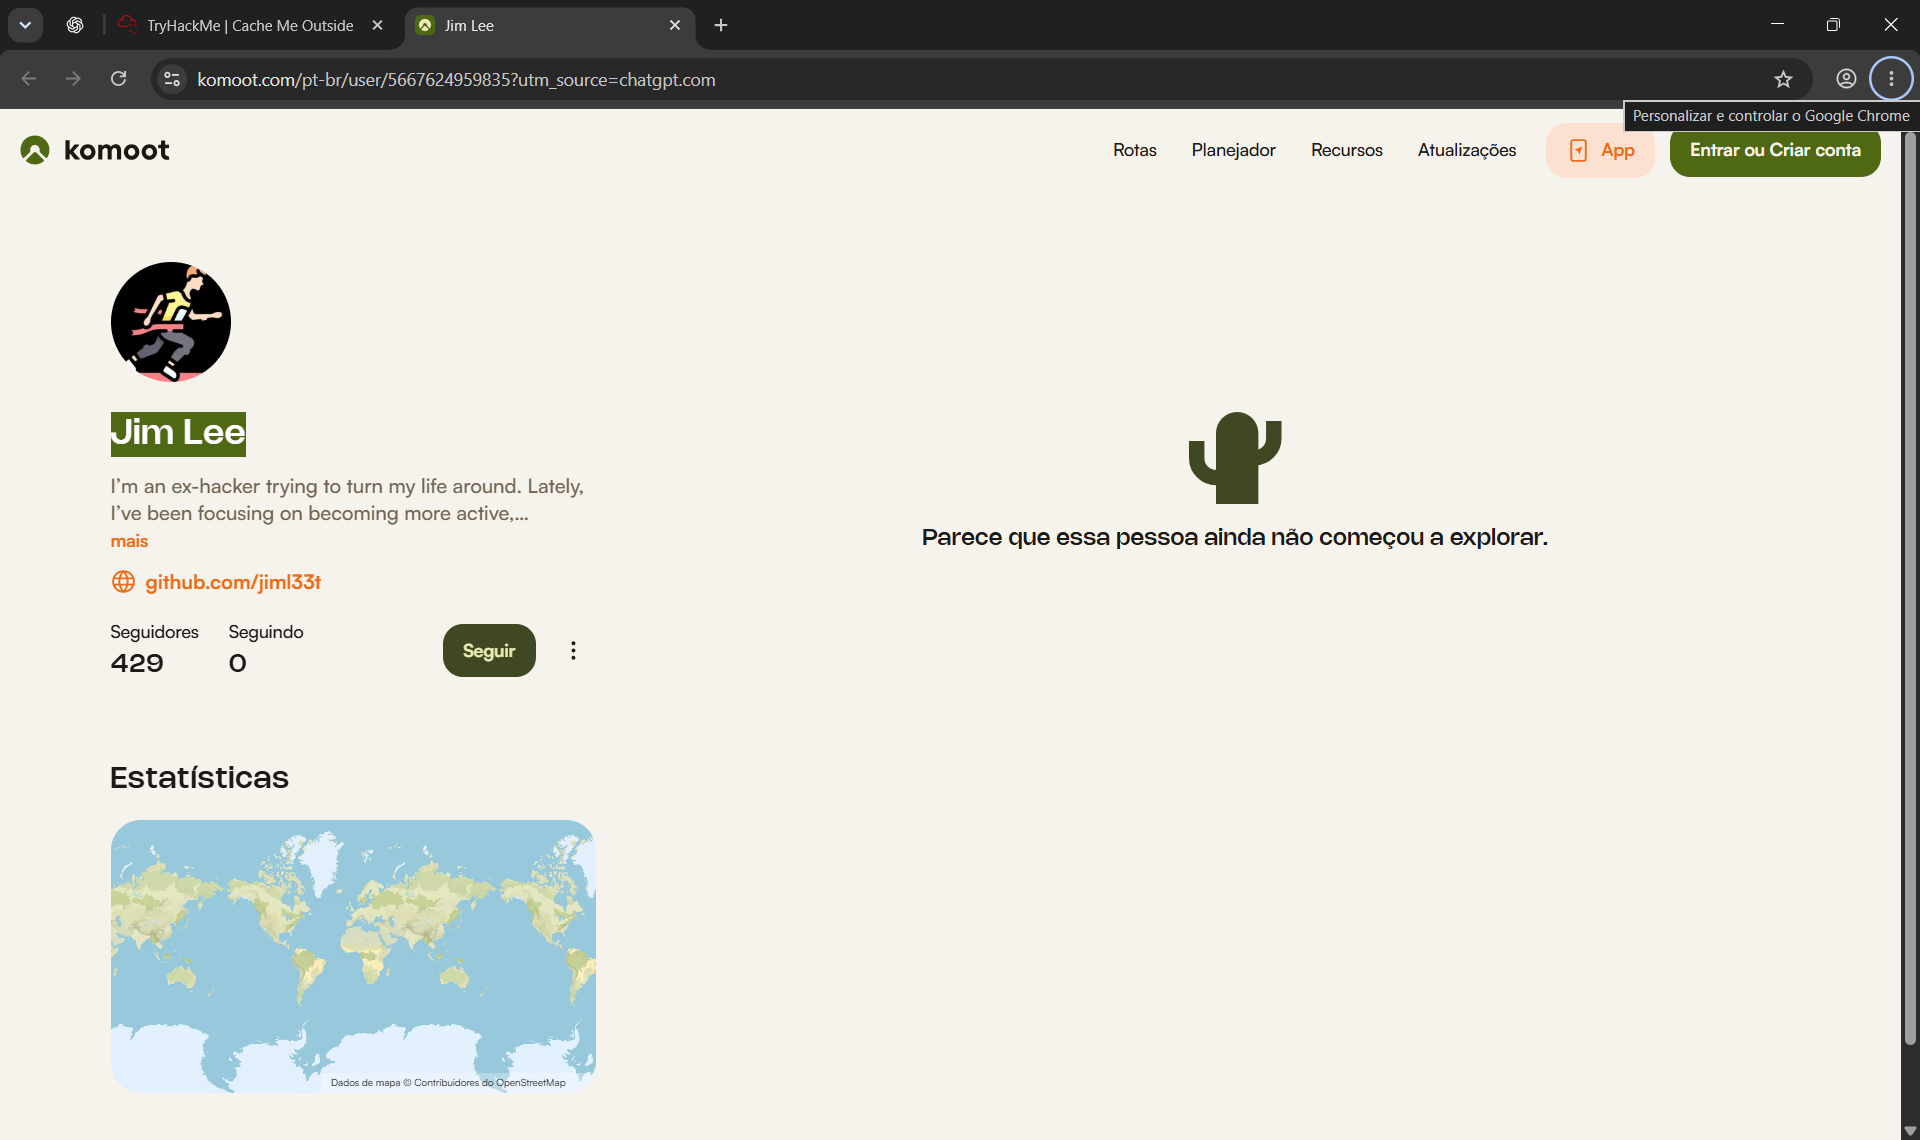 TryHackMe | Cache Me Outside
Jim Lee
komoot.com/pt-br/user/5667624959835?utm_source=chatgpt.com
Personalizar e controlar o Google Chrome
komoot
Rotas
Planejador
Recursos
Atualizações
App
Entrar ou Criar conta
Jim Lee
I’m an ex-hacker trying to turn my life around. Lately,
I’ve been focusing on becoming more active,...
mais
github.com/jiml33t
Seguidores
429
Seguindo
0
Seguir
Parece que essa pessoa ainda não começou a explorar.
Estatísticas
Dados de mapa © Contribuidores do OpenStreetMap